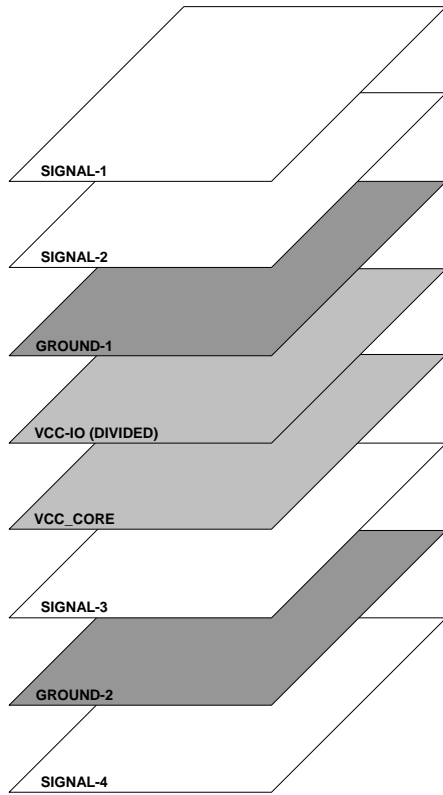 SIGNAL-1
SIGNAL-2
GROUND-1
VCC-IO (DIVIDED)
VCC_CORE
SIGNAL-3
GROUND-2
SIGNAL-4